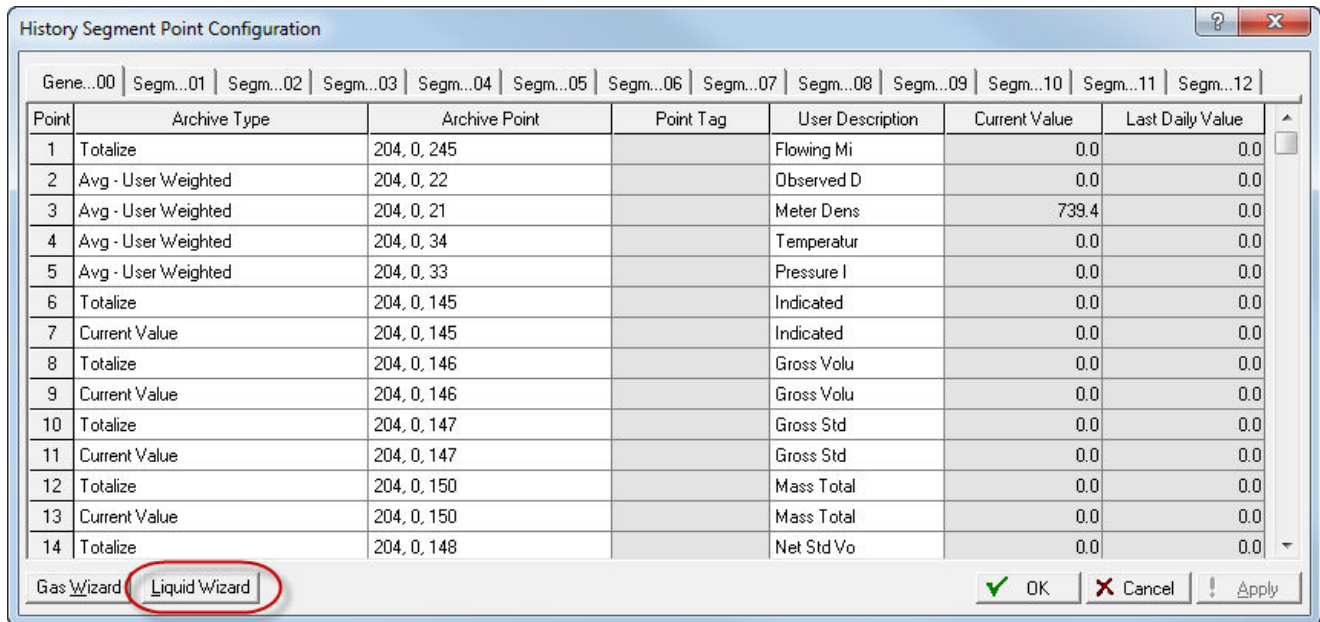 History Segment Point Configuration
Gene...00 Segm...01 Segm...02 Segm...03 Segm...04 Segm...05 Segm...06 Segm...07 Segm...08 Segm...09 Segm...10 Segm...11 Segm...12
Point Archive Type Archive Point Point Tag User Description Current Value Last Daily Value
1 Totalize 204, 0, 245 Flowing Mi 0.0 0.0
2 Avg - User Weighted 204, 0, 22 Observed D 0.0 0.0
3 Avg - User Weighted 204, 0, 21 Meter Dens 739.4 0.0
4 Avg - User Weighted 204, 0, 34 Temperatur 0.0 0.0
5 Avg - User Weighted 204, 0, 33 Pressure I 0.0 0.0
6 Totalize 204, 0, 145 Indicated 0.0 0.0
7 Current Value 204, 0, 145 Indicated 0.0 0.0
8 Totalize 204, 0, 146 Gross Volu 0.0 0.0
9 Current Value 204, 0, 146 Gross Volu 0.0 0.0
10 Totalize 204, 0, 147 Gross Std 0.0 0.0
11 Current Value 204, 0, 147 Gross Std 0.0 0.0
12 Totalize 204, 0, 150 Mass Total 0.0 0.0
13 Current Value 204, 0, 150 Mass Total 0.0 0.0
14 Totalize 204, 0, 148 Net Std Vo 0.0 0.0
Gas Wizard Liquid Wizard OK Cancel ! Apply